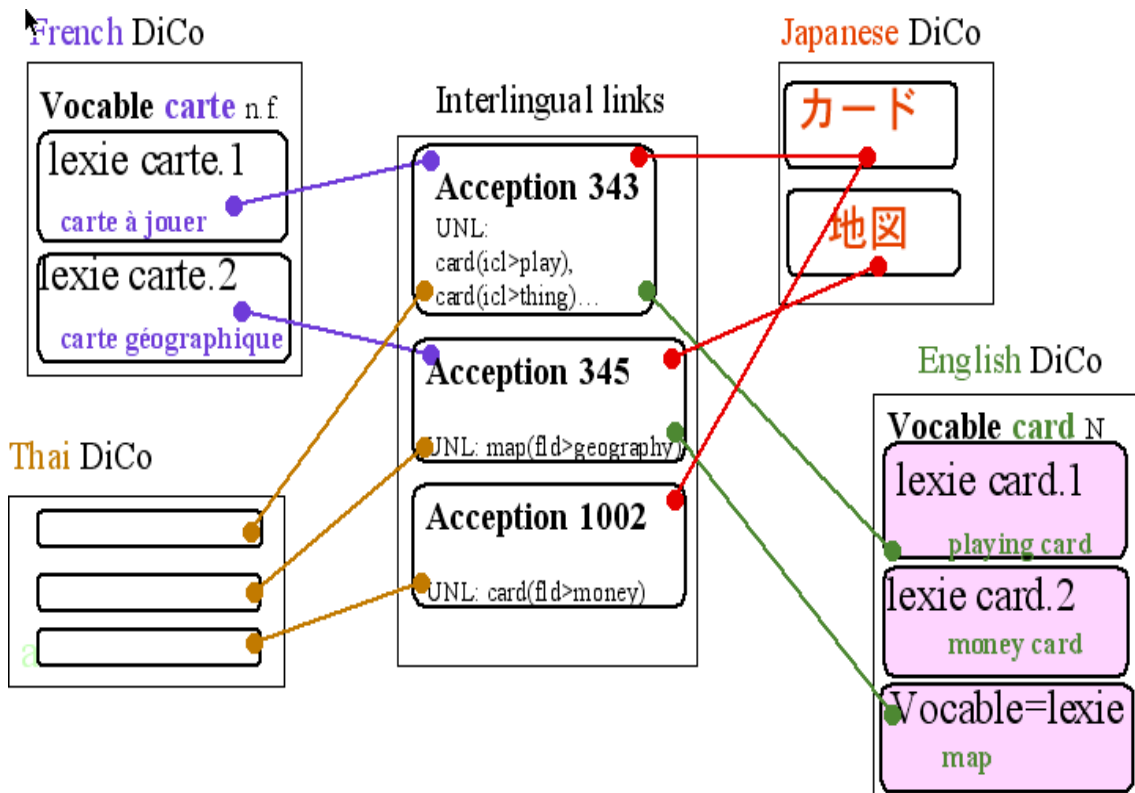 French DiCo
Vocable carte n.f.
lexie carte.1
carte à jouer
lexie carte.2
carte géographique
Thai DiCo
a
Interlingual links
Acception 343
UNL:
card(icl>play),
card(icl>thing)...
Acception 345
UNL: map(fld>geography)
Acception 1002
UNL: card(fld>money)
Japanese DiCo
カード
地図
English DiCo
Vocable card N
lexie card.1
playing card
lexie card.2
money card
Vocable=lexie
map